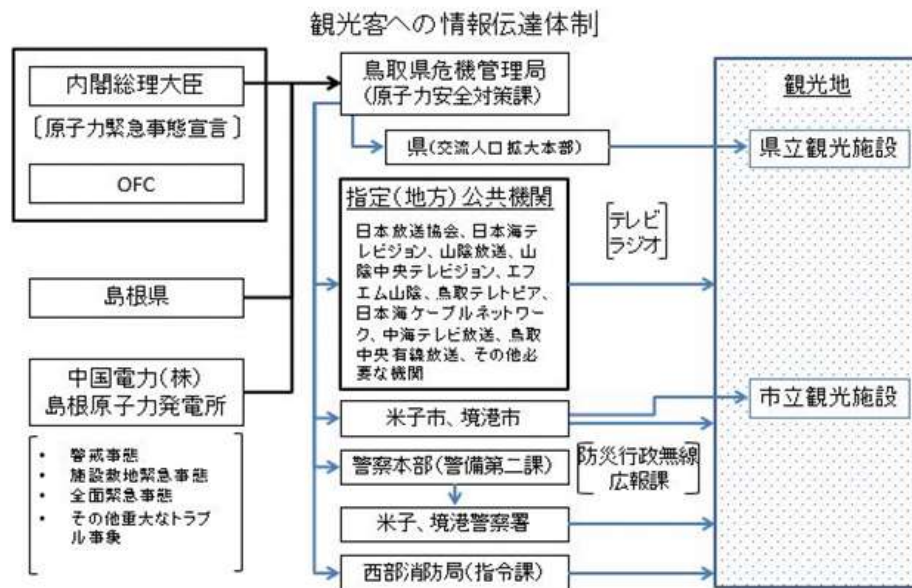 観光客への情報伝達体制
内閣総理大臣
〔原子力緊急事態宣言〕
OFC
島根県
中国電力(株)
島根原子力発電所
・ 警戒事態
・ 施設敷地緊急事態
・ 全面緊急事態
・ その他重大なトラブ
ル事象
鳥取県危機管理局
(原子力安全対策課)
県(交流人口拡大本部)
指定(地方)公共機関
日本放送協会、日本海テ
レビジョン、山陰放送、山
陰中央テレビジョン、エフ
エム山陰、鳥取テレトピア、
日本海ケーブルネットワー
ク、中海テレビ放送、鳥取
中央有線放送、その他必
要な機関
米子市、境港市
警察本部(警備第二課)
米子、境港警察署
西部消防局(指令課)
テレビ
ラジオ
防災行政無線
広報課
観光地
県立観光施設
市立観光施設